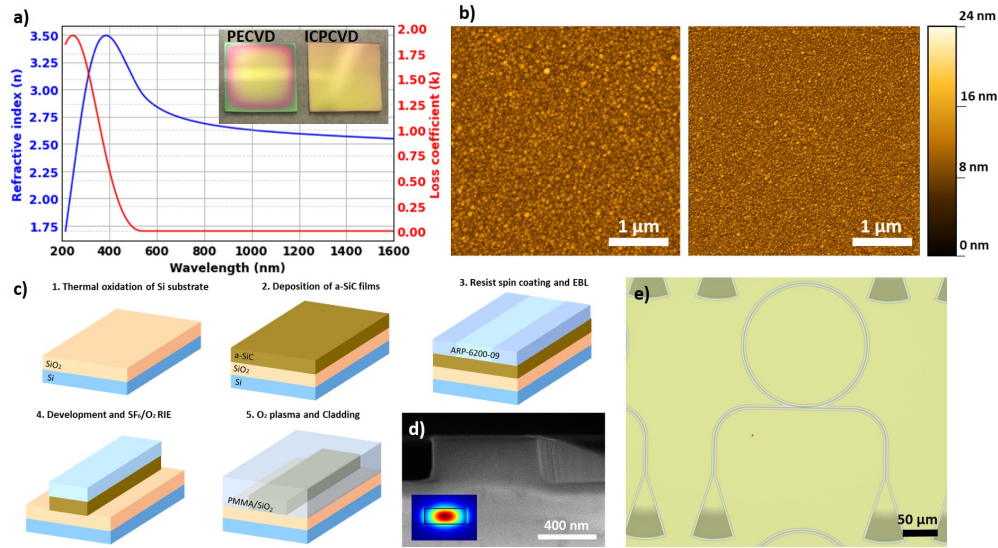 a)
PECVD
ICPCVD
Refractive index (n)
3.50
3.25
3.00
2.75
2.50
2.25
2.00
1.75
Loss coefficient (k)
2.00
1.75
1.50
1.25
1.00
0.75
0.50
0.25
0.00
200 400 600 800 1000 1200 1400 1600
Wavelength (nm)
b)
1 μm
1 μm
24 nm
16 nm
8 nm
0 nm
c)
1. Thermal oxidation of Si substrate
SiO₂
Si
2. Deposition of a-SiC films
a-SiC
SiO₂
Si
3. Resist spin coating and EBL
ARP-6200-09
4. Development and SF₆/O₂ RIE
5. O₂ plasma and Cladding
PMMA/SiO₂
d)
400 nm
e)
50 μm